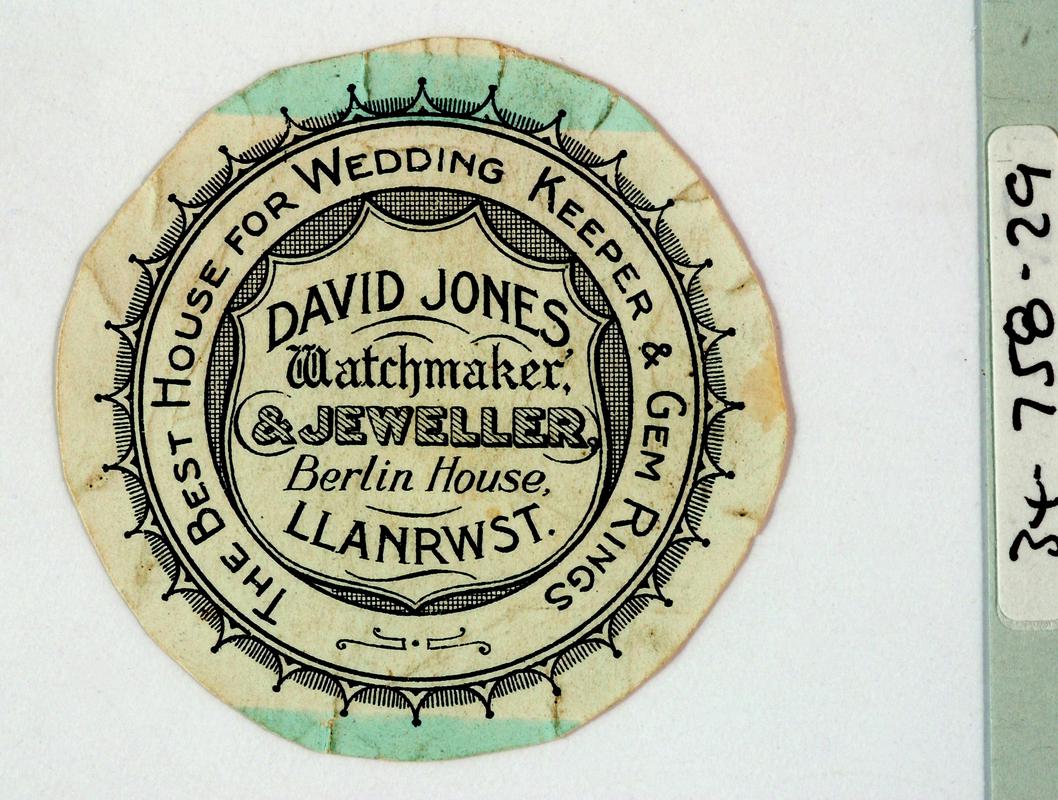 THE BEST HOUSE FOR WEDDING KEEPER & GEM RINGS
DAVID JONES,
Watchmaker,
& JEWELLER,
Berlin House,
LLANRWST.
34-758-29